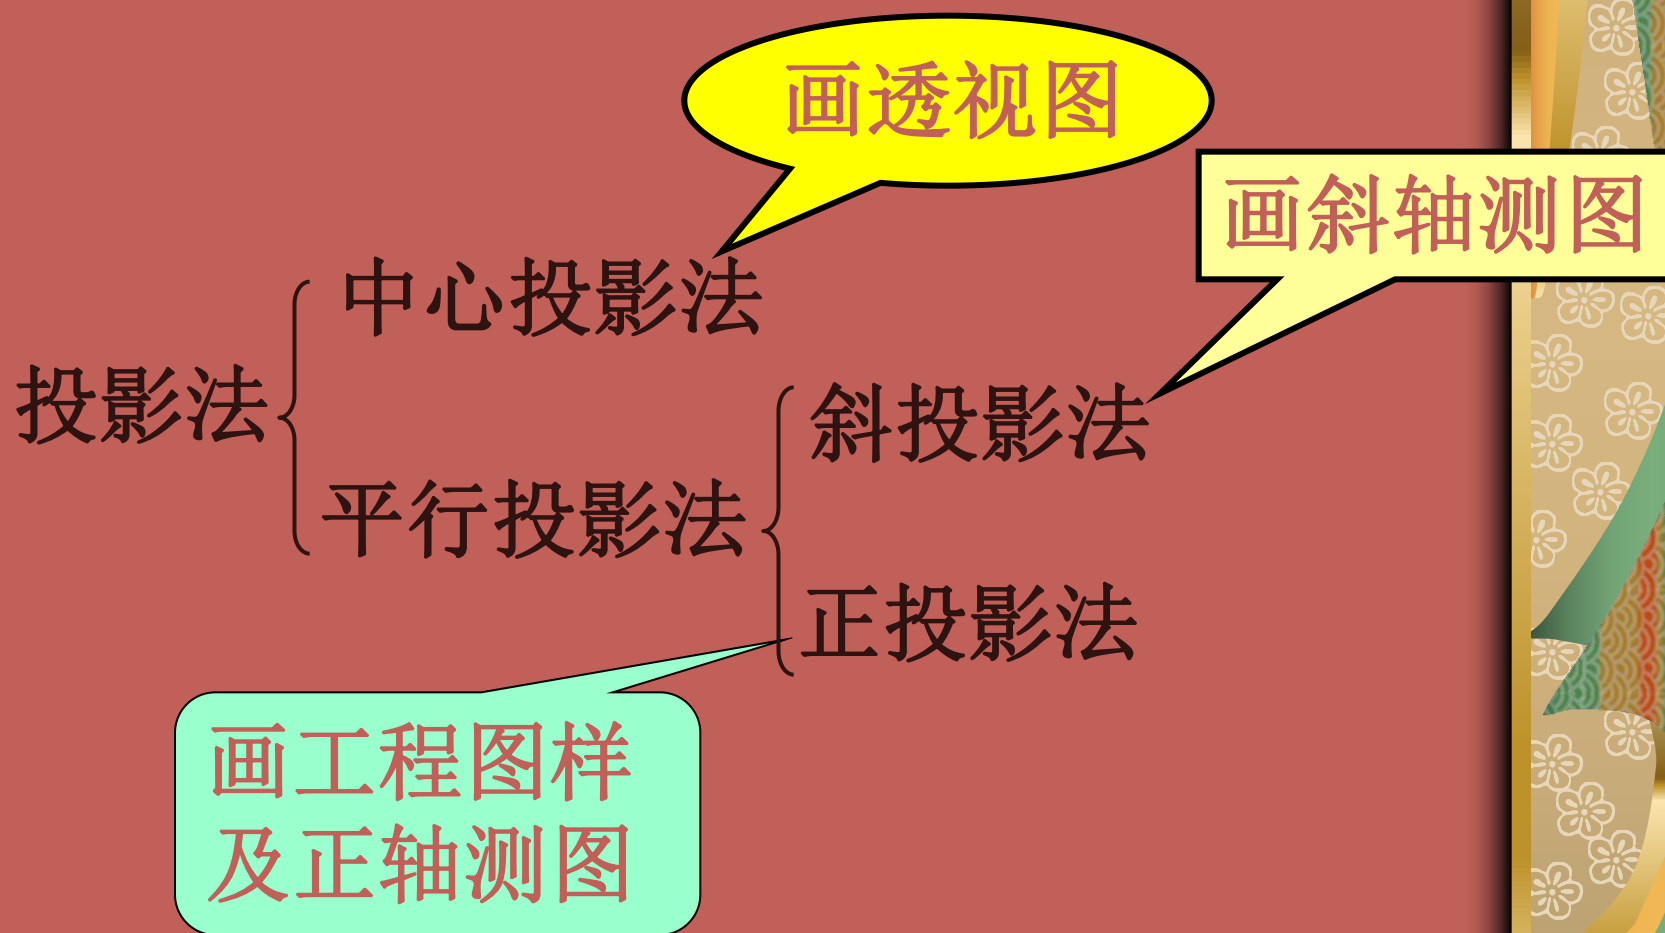 画透视图
画斜轴测图
中心投影法
投影法
斜投影法
平行投影法
正投影法
画工程图样
及正轴测图